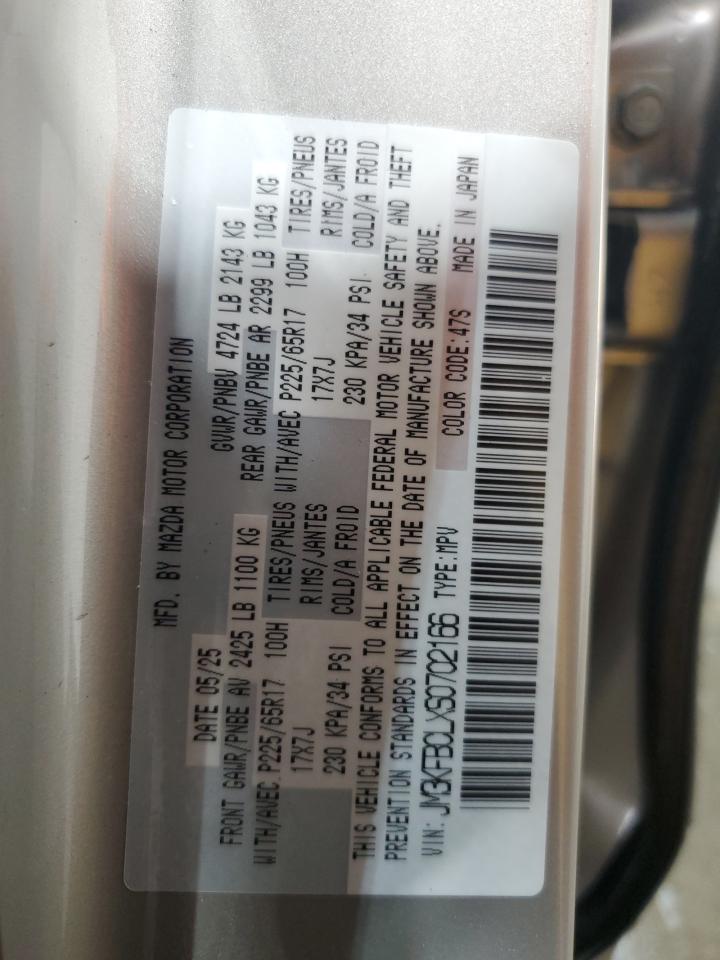 MFD. BY MAZDA MOTOR CORPORATION
DATE 05/25 GVWR/PNBV 4724 LB 2143 KG
FRONT GAWR/PNBE AV 2425 LB 1100 KG REAR GAWR/PNBE AR 2299 LB 1043 KG
WITH/AVEC P225/65R17 100H TIRES/PNEUS WITH/AVEC P225/65R17 100H TIRES/PNEUS
17X7J RIMS/JANTES 17X7J RIMS/JANTES
230 KPA/34 PSI COLD/A FROID 230 KPA/34 PSI COLD/A FROID
THIS VEHICLE CONFORMS TO ALL APPLICABLE FEDERAL MOTOR VEHICLE SAFETY AND THEFT
PREVENTION STANDARDS IN EFFECT ON THE DATE OF MANUFACTURE SHOWN ABOVE.
VIN: JM3KFBCLXS0702166 TYPE:MPV COLOR CODE:47S MADE IN JAPAN